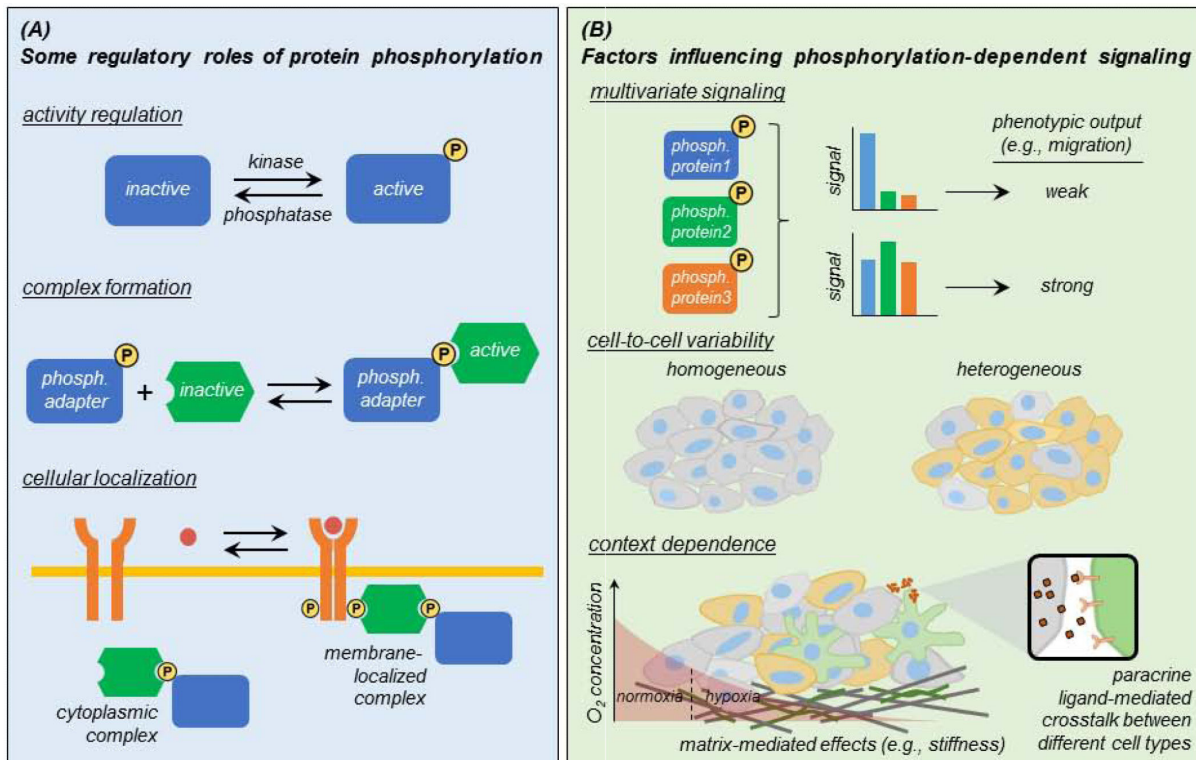 (A)
Some regulatory roles of protein phosphorylation
activity regulation
inactive
kinase
phosphatase
active
P
complex formation
phosph.
adapter
P
+
inactive
phosph.
adapter
P
active
cellular localization
P
P
P
membrane-
localized
complex
P
cytoplasmic
complex
(B)
Factors influencing phosphorylation-dependent signaling
multivariate signaling
phosph.
protein1
P
phosph.
protein2
P
phosph.
protein3
P
signal
signal
phenotypic output
(e.g., migration)
weak
strong
cell-to-cell variability
homogeneous
heterogeneous
context dependence
O2 concentration
normoxia
hypoxia
matrix-mediated effects (e.g., stiffness)
paracrine
ligand-mediated
crosstalk between
different cell types